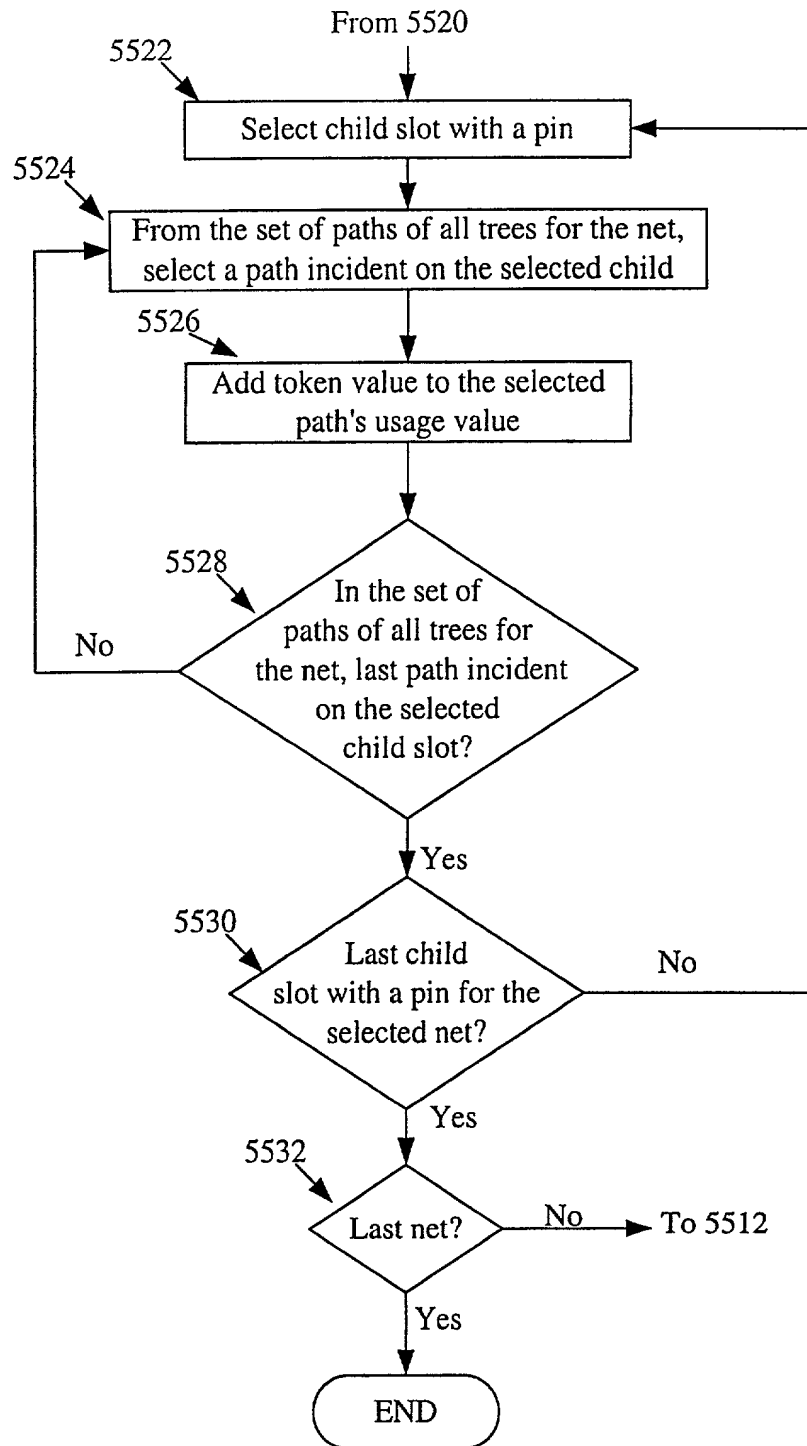 From 5520
5522
Select child slot with a pin
5524
From the set of paths of all trees for the net,
select a path incident on the selected child
5526
Add token value to the selected
path's usage value
5528
In the set of
paths of all trees for
the net, last path incident
on the selected
child slot?
No
Yes
5530
Last child
slot with a pin for the
selected net?
No
Yes
5532
Last net?
No
To 5512
Yes
END